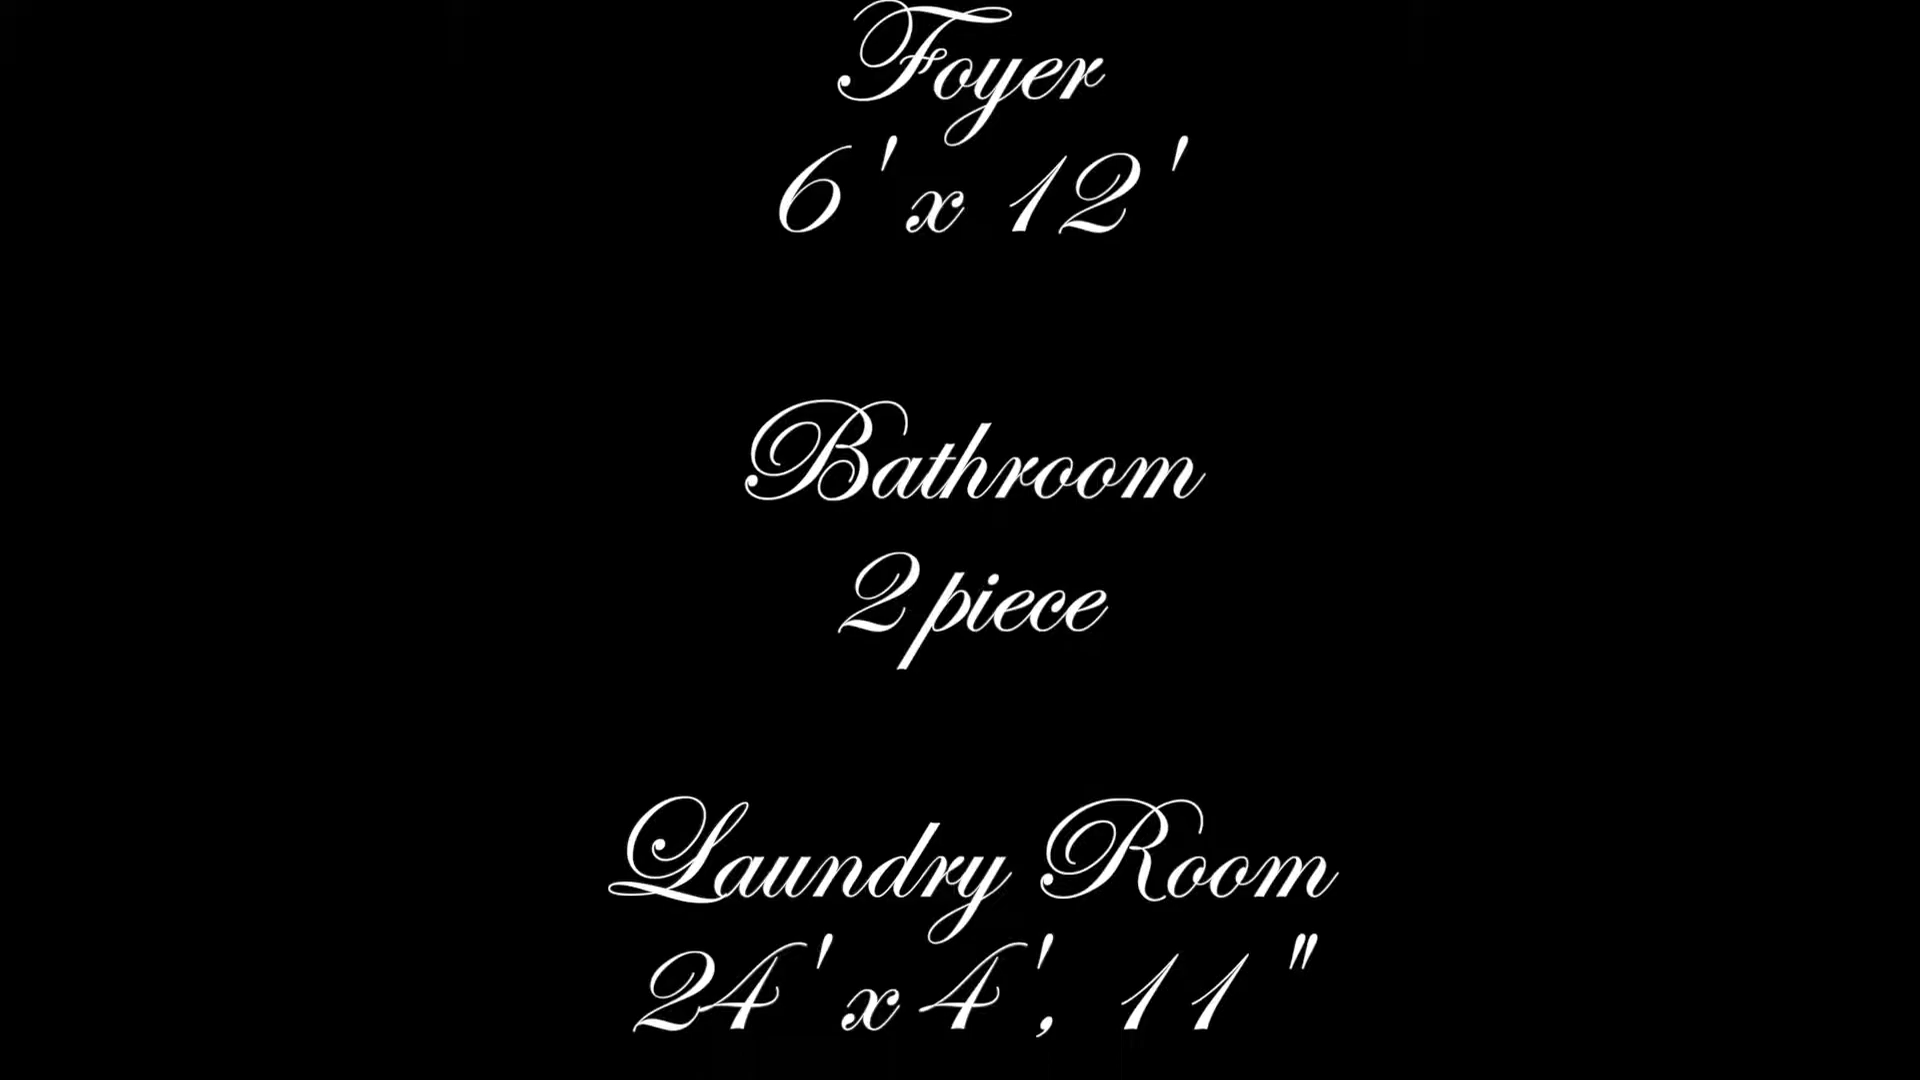 Foyer
6' x 12'
Bathroom
2 piece
Laundry Room
24' x 4', 11"